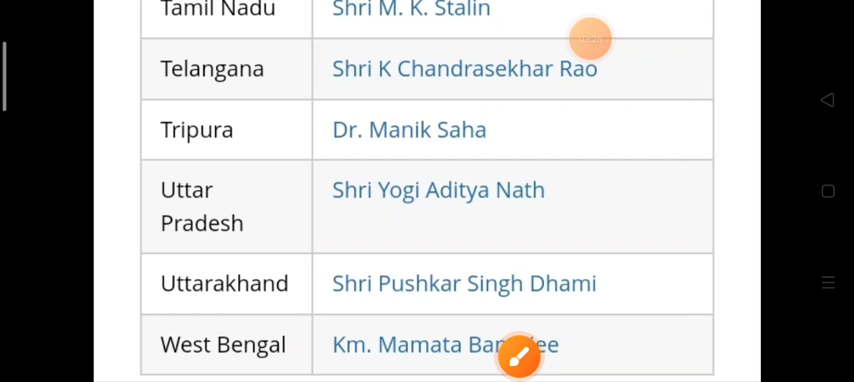 Tamil Nadu Shri M. K. Stalin
Telangana Shri K Chandrasekhar Rao
Tripura Dr. Manik Saha
Uttar Shri Yogi Aditya Nath
Pradesh
Uttarakhand Shri Pushkar Singh Dhami
West Bengal Km. Mamata